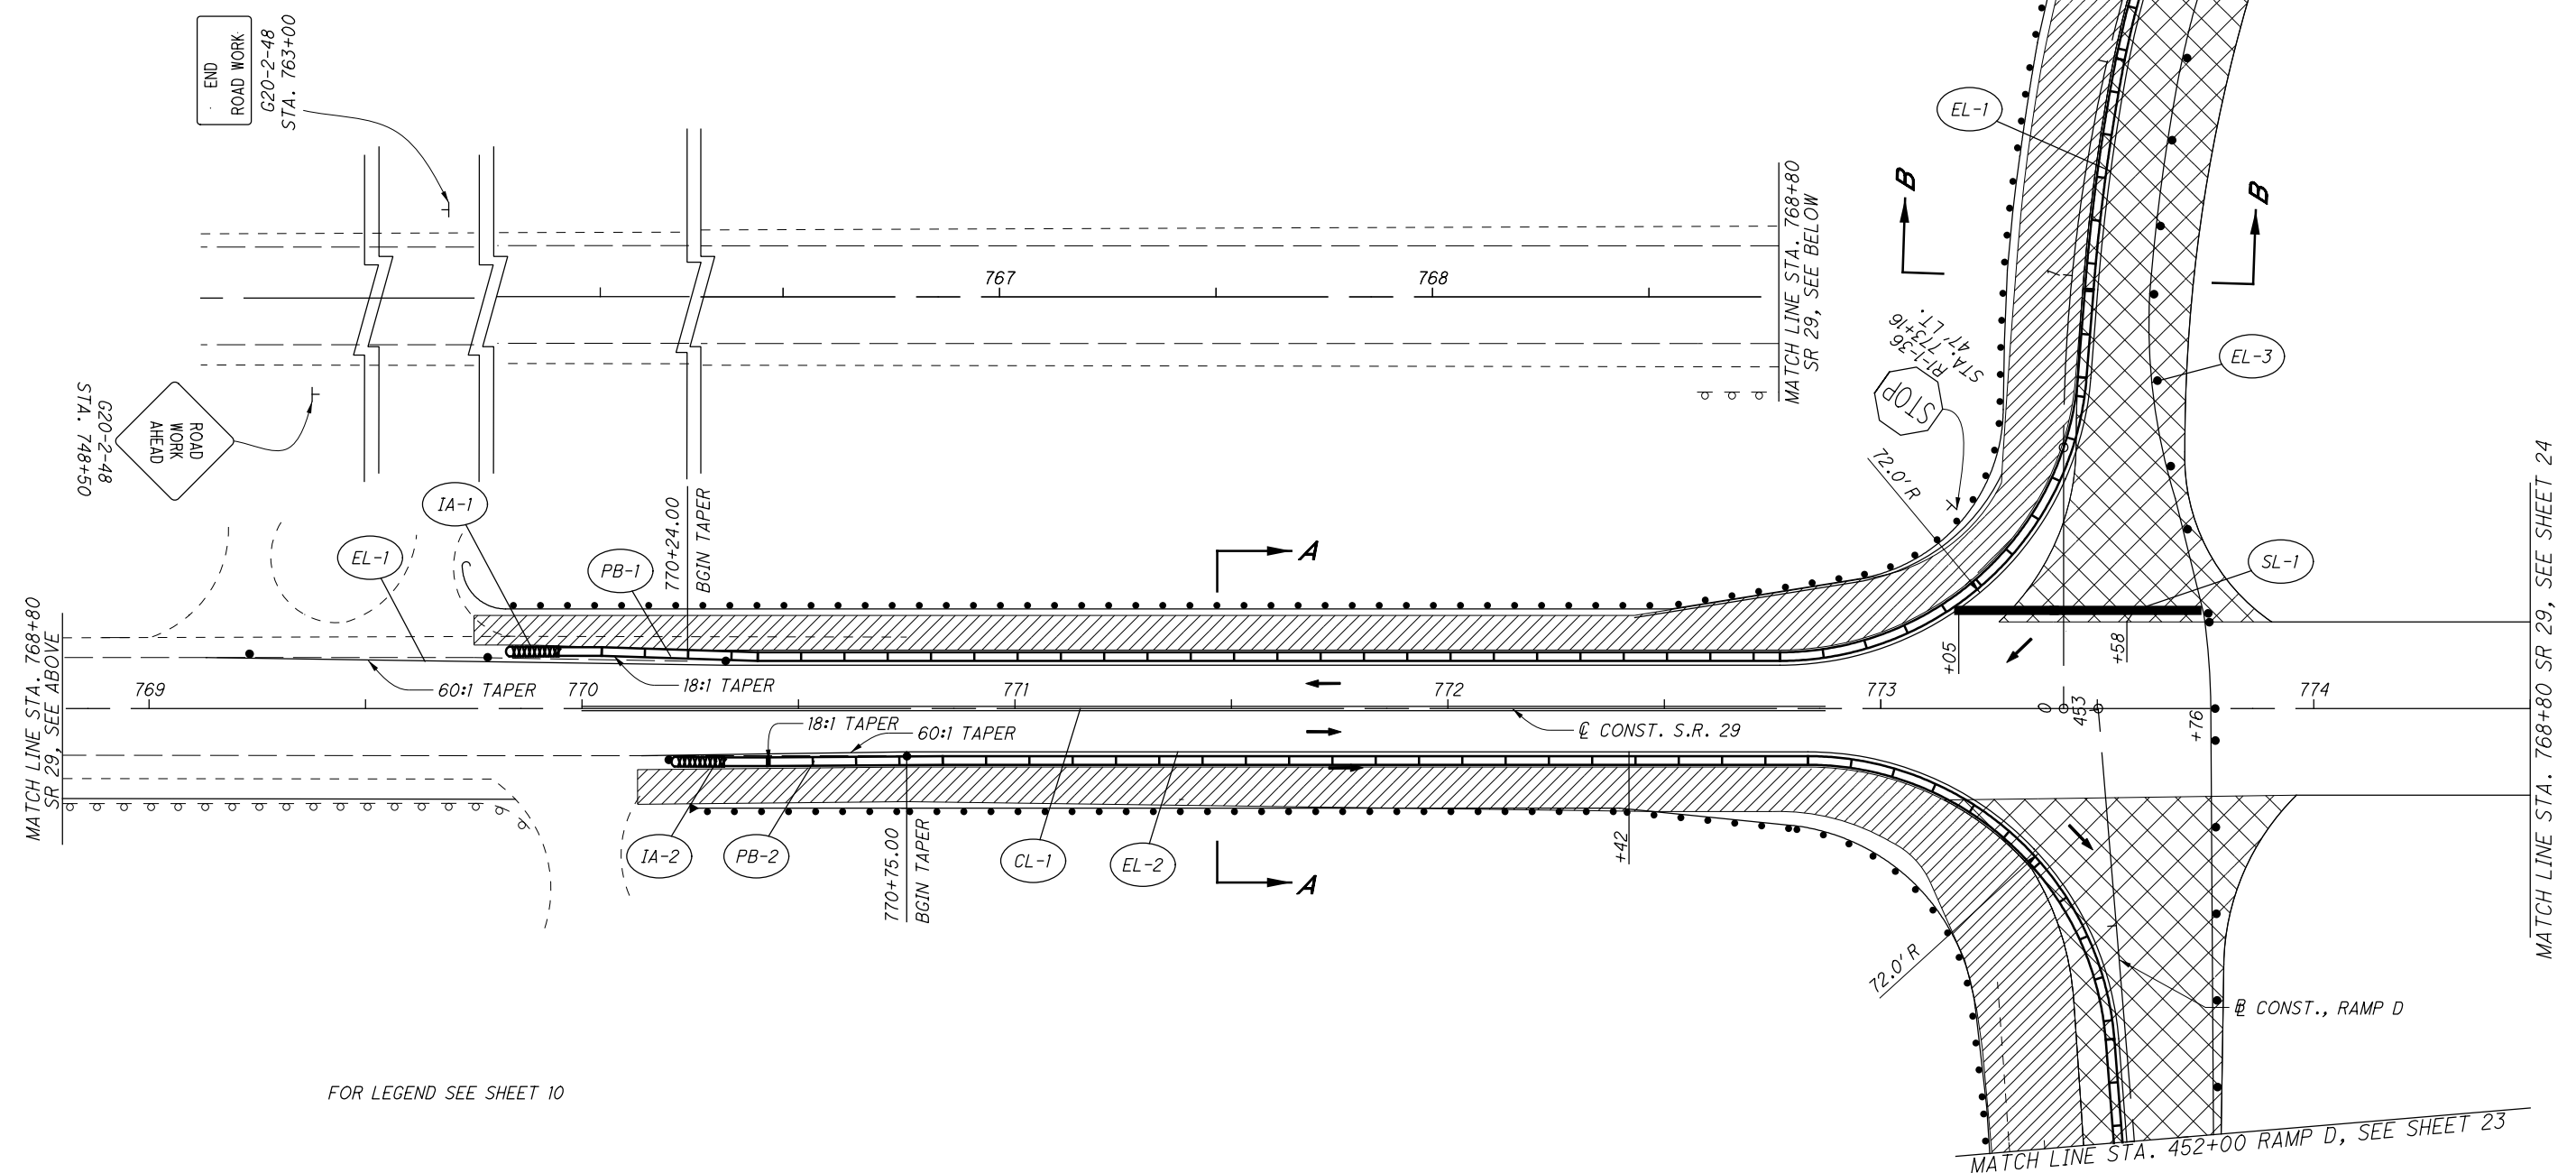 END
ROAD WORK
G20-2-48
STA. 763+00
ROAD
WORK
AHEAD
G20-2-48
STA. 748+50
767
768
MATCH LINE STA. 768+80
SR 29, SEE BELOW
EL-1
B
B
R1-1-36
STA. 773+16
47' LT.
STOP
EL-3
72.0' R
SL-1
MATCH LINE STA. 768+80 SR 29, SEE SHEET 24
IA-1
EL-1
PB-1
770+24.00
BGIN TAPER
A
MATCH LINE STA. 768+80
SR 29, SEE ABOVE
60:1 TAPER
18:1 TAPER
769
770
771
772
773
774
+05
+58
0
453
+76
18:1 TAPER
60:1 TAPER
℄ CONST. S.R. 29
IA-2
PB-2
770+75.00
BGIN TAPER
CL-1
EL-2
A
+42
72.0' R
BL CONST., RAMP D
FOR LEGEND SEE SHEET 10
MATCH LINE STA. 452+00 RAMP D, SEE SHEET 23